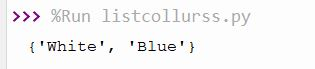 >>> %Run listcollurss.py
{'White', 'Blue'}